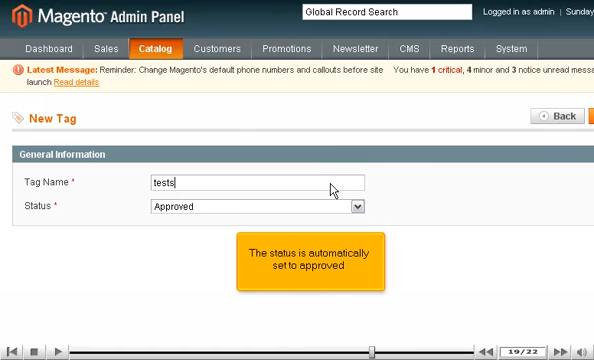 Magento™ Admin Panel
Global Record Search
Logged in as admin | Sunday
Dashboard Sales Catalog Customers Promotions Newsletter CMS Reports System
Latest Message: Reminder: Change Magento's default phone numbers and callouts before site You have 1 critical, 4 minor and 3 notice unread
launch Read details
New Tag
Back
General Information
Tag Name *
tests
Status *
Approved
The status is automatically
set to approved
19/22